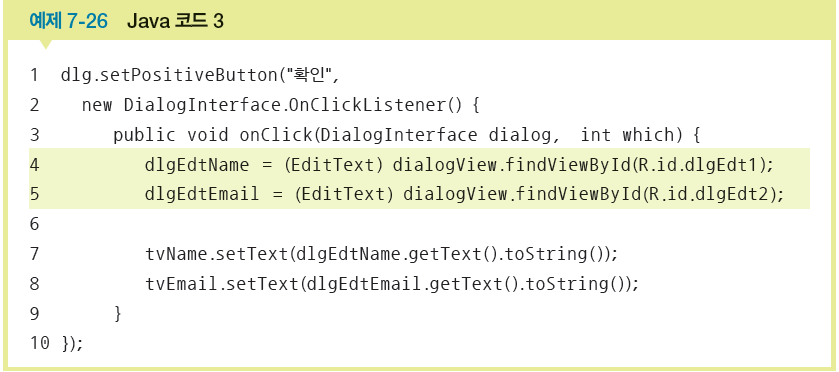 예제 7-26 Java 코드 3
1 dlg.setPositiveButton("확인",
2 new DialogInterface.OnClickListener() {
3 public void onClick(DialogInterface dialog, int which) {
4 dlgEdtName = (EditText) dialogView.findViewById(R.id.dlgEdt1);
5 dlgEdtEmail = (EditText) dialogView.findViewById(R.id.dlgEdt2);
6
7 tvName.setText(dlgEdtName.getText().toString());
8 tvEmail.setText(dlgEdtEmail.getText().toString());
9 }
10 });